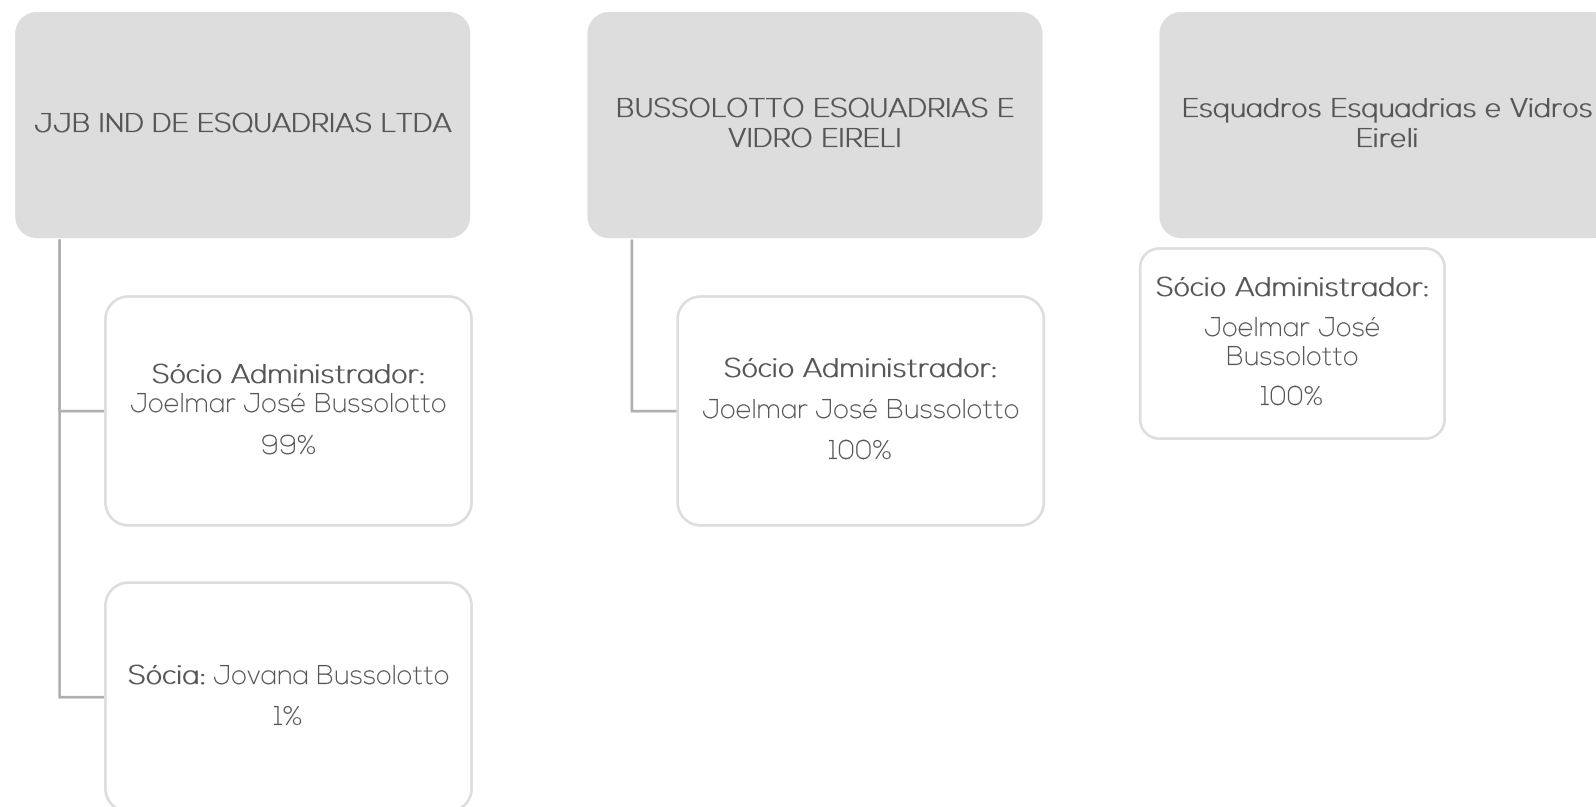 JJB IND DE ESQUADRIAS LTDA
Sócio Administrador:
Joelmar José Bussolotto
99%
Sócia: Jovana Bussolotto
1%
BUSSOLOTTO ESQUADRIAS E
VIDRO EIRELI
Sócio Administrador:
Joelmar José Bussolotto
100%
Esquadros Esquadrias e Vidros
Eireli
Sócio Administrador:
Joelmar José
Bussolotto
100%